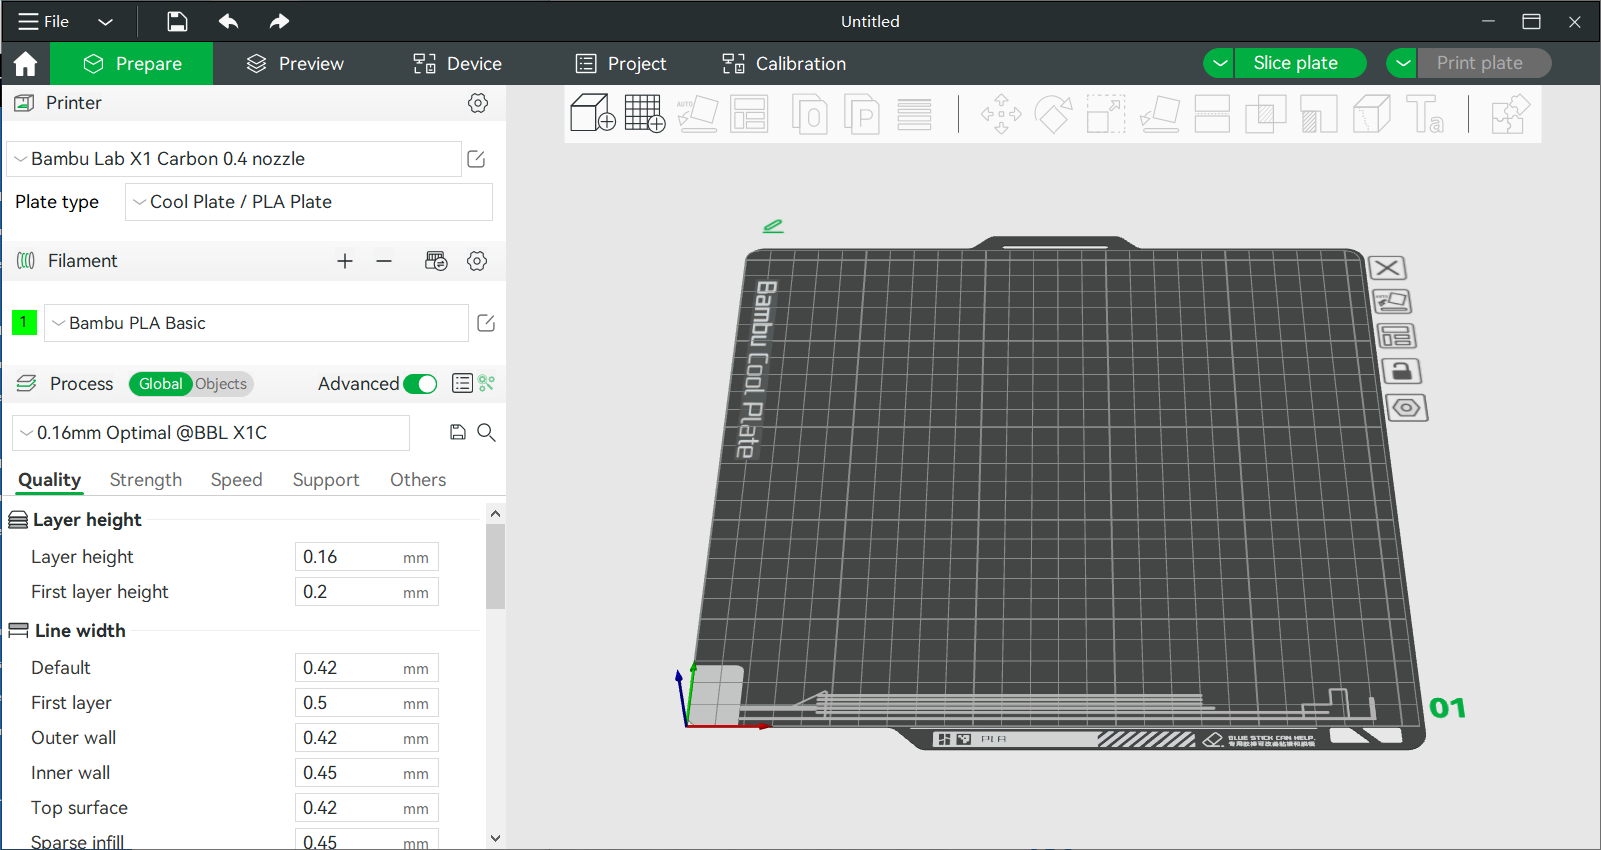 File
Untitled
Prepare
Preview
Device
Project
Calibration
Slice plate
Print plate
Printer
AUTO
O
P
Ta
Bambu Lab X1 Carbon 0.4 nozzle
Plate type
Cool Plate / PLA Plate
Filament
1
Bambu PLA Basic
Process
Global
Objects
Advanced
0.16mm Optimal @BBL X1C
Quality
Strength
Speed
Support
Others
Layer height
Layer height
0.16 mm
First layer height
0.2 mm
Line width
Default
0.42 mm
First layer
0.5 mm
Outer wall
0.42 mm
Inner wall
0.45 mm
Top surface
0.42 mm
Sparse infill
0.45 mm
Bambu Cool Plate
AUTO
01
PLA
BLUE STICK CAN HELP.